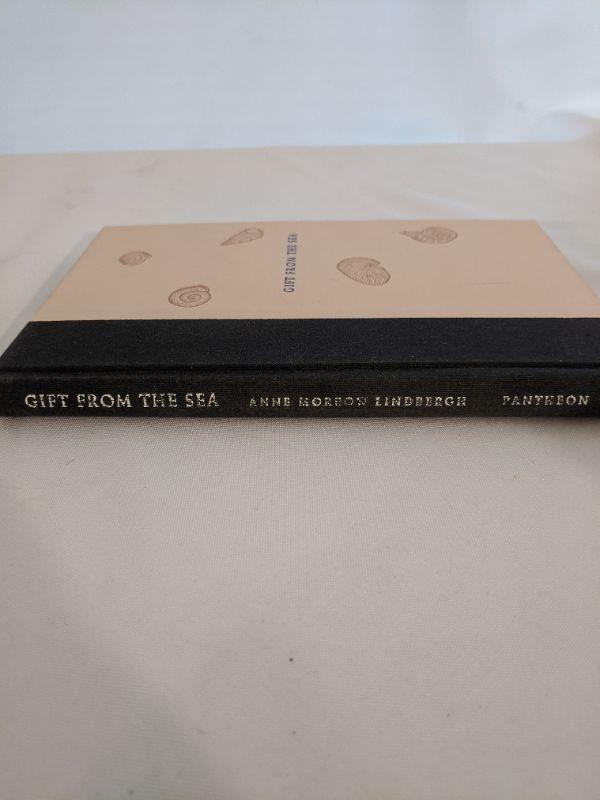 GIFT FROM THE SEA
GIFT FROM THE SEA ANNE MORROW LINDBERGH PANTHEON